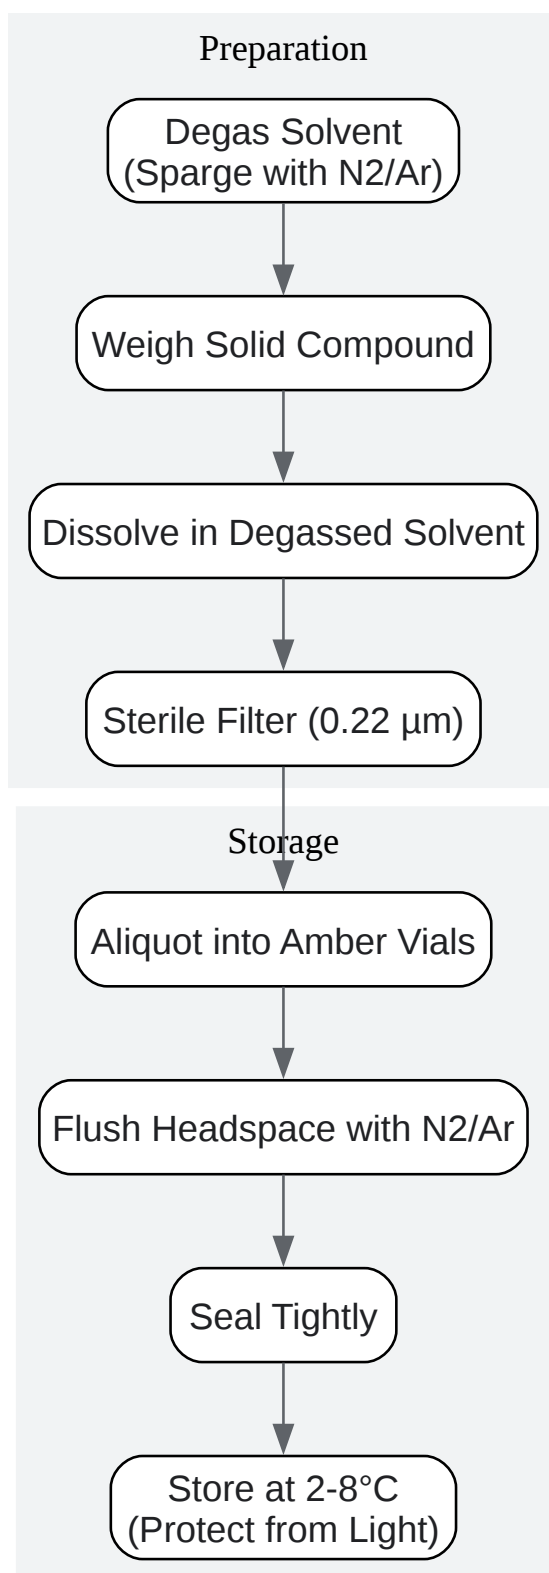 Preparation
Degas Solvent
(Sparge with N2/Ar)
Weigh Solid Compound
Dissolve in Degassed Solvent
Sterile Filter (0.22 µm)
Storage
Aliquot into Amber Vials
Flush Headspace with N2/Ar
Seal Tightly
Store at 2-8°C
(Protect from Light)